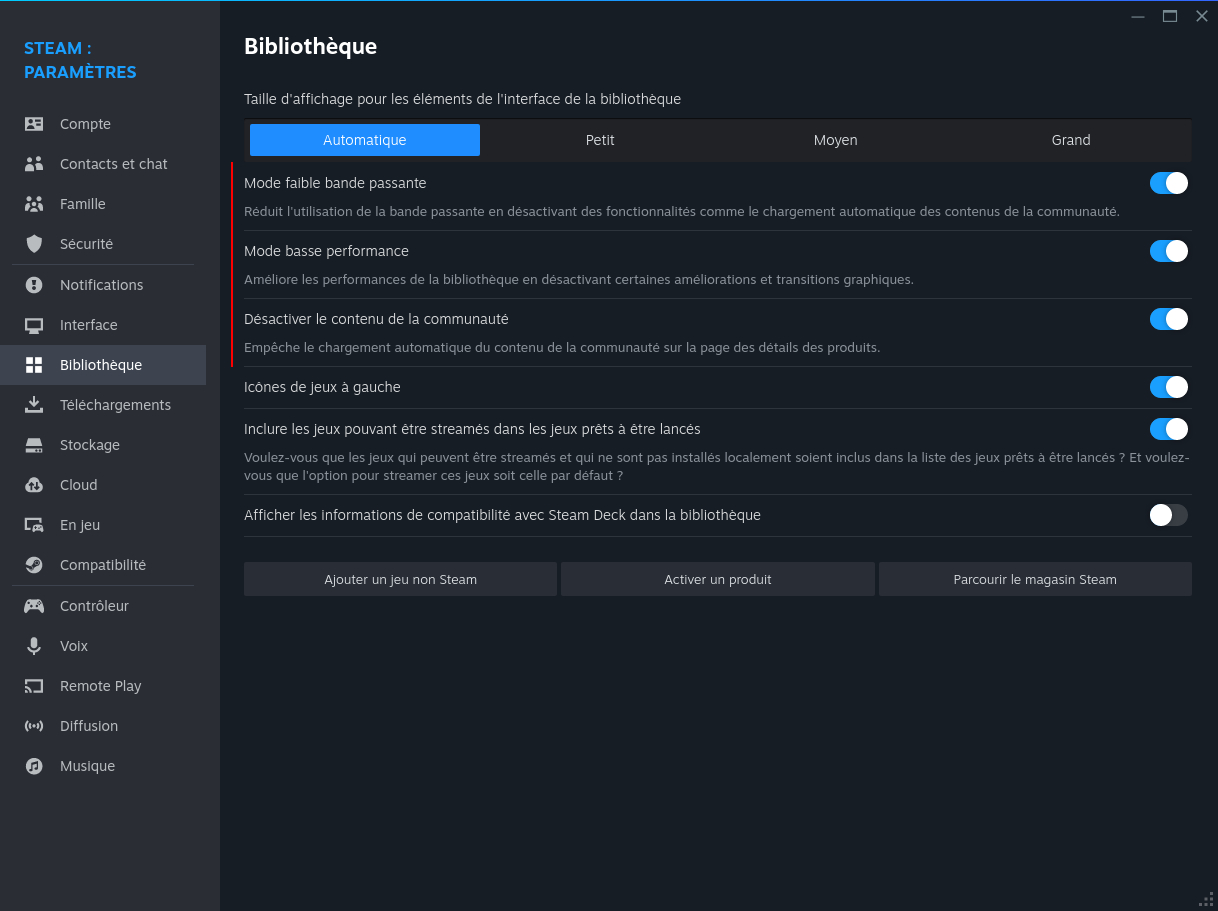 STEAM :
PARAMÈTRES
Compte
Contacts et chat
Famille
Sécurité
Notifications
Interface
Bibliothèque
Téléchargements
Stockage
Cloud
En jeu
Compatibilité
Contrôleur
Voix
Remote Play
Diffusion
Musique
Bibliothèque
Taille d'affichage pour les éléments de l'interface de la bibliothèque
Automatique Petit Moyen Grand
Mode faible bande passante
Réduit l'utilisation de la bande passante en désactivant des fonctionnalités comme le chargement automatique des contenus de la communauté.
Mode basse performance
Améliore les performances de la bibliothèque en désactivant certaines améliorations et transitions graphiques.
Désactiver le contenu de la communauté
Empêche le chargement automatique du contenu de la communauté sur la page des détails des produits.
Icônes de jeux à gauche
Inclure les jeux pouvant être streamés dans les jeux prêts à être lancés
Voulez-vous que les jeux qui peuvent être streamés et qui ne sont pas installés localement soient inclus dans la liste des jeux prêts à être lancés ? Et voulez-
vous que l'option pour streamer ces jeux soit celle par défaut ?
Afficher les informations de compatibilité avec Steam Deck dans la bibliothèque
Ajouter un jeu non Steam Activer un produit Parcourir le magasin Steam